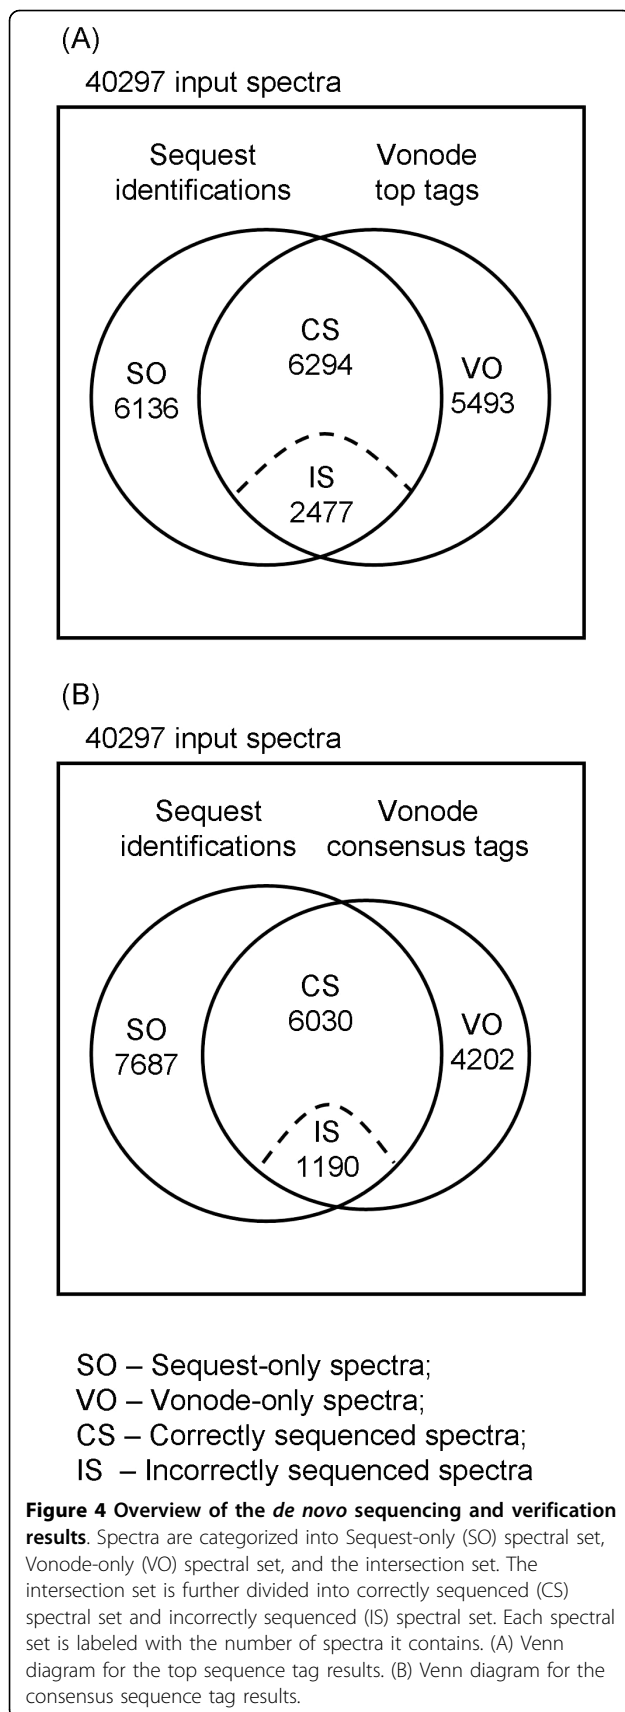 (A)
40297 input spectra
Sequest identifications
Vonode top tags
SO
6136
CS
6294
VO
5493
IS
2477
(B)
40297 input spectra
Sequest identifications
Vonode consensus tags
SO
7687
CS
6030
VO
4202
IS
1190
SO – Sequest-only spectra;
VO – Vonode-only spectra;
CS – Correctly sequenced spectra;
IS – Incorrectly sequenced spectra
Figure 4 Overview of the de novo sequencing and verification
results. Spectra are categorized into Sequest-only (SO) spectral set,
Vonode-only (VO) spectral set, and the intersection set. The
intersection set is further divided into correctly sequenced (CS)
spectral set and incorrectly sequenced (IS) spectral set. Each spectral
set is labeled with the number of spectra it contains. (A) Venn
diagram for the top sequence tag results. (B) Venn diagram for the
consensus sequence tag results.